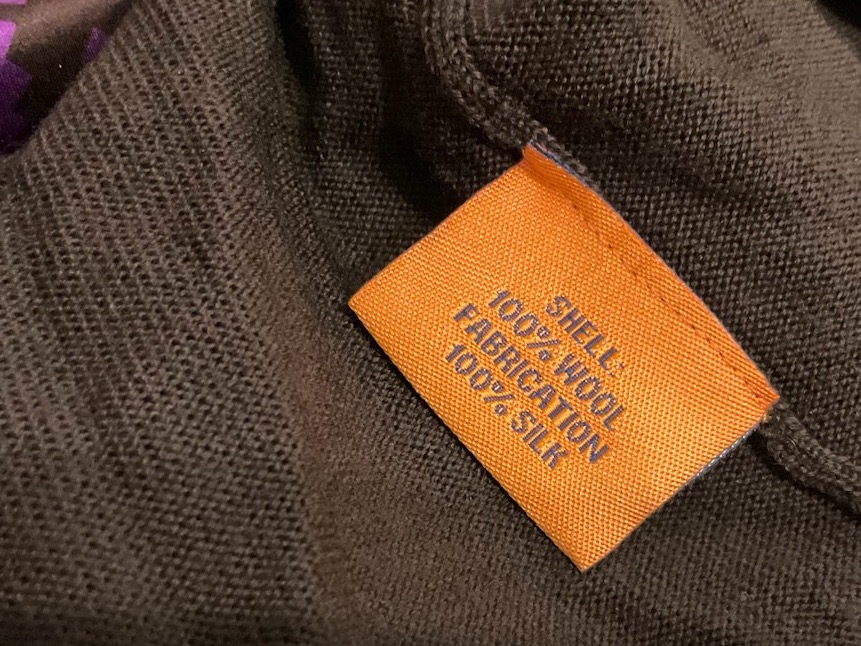 SHELL:
100% WOOL
FABRICATION
100% SILK